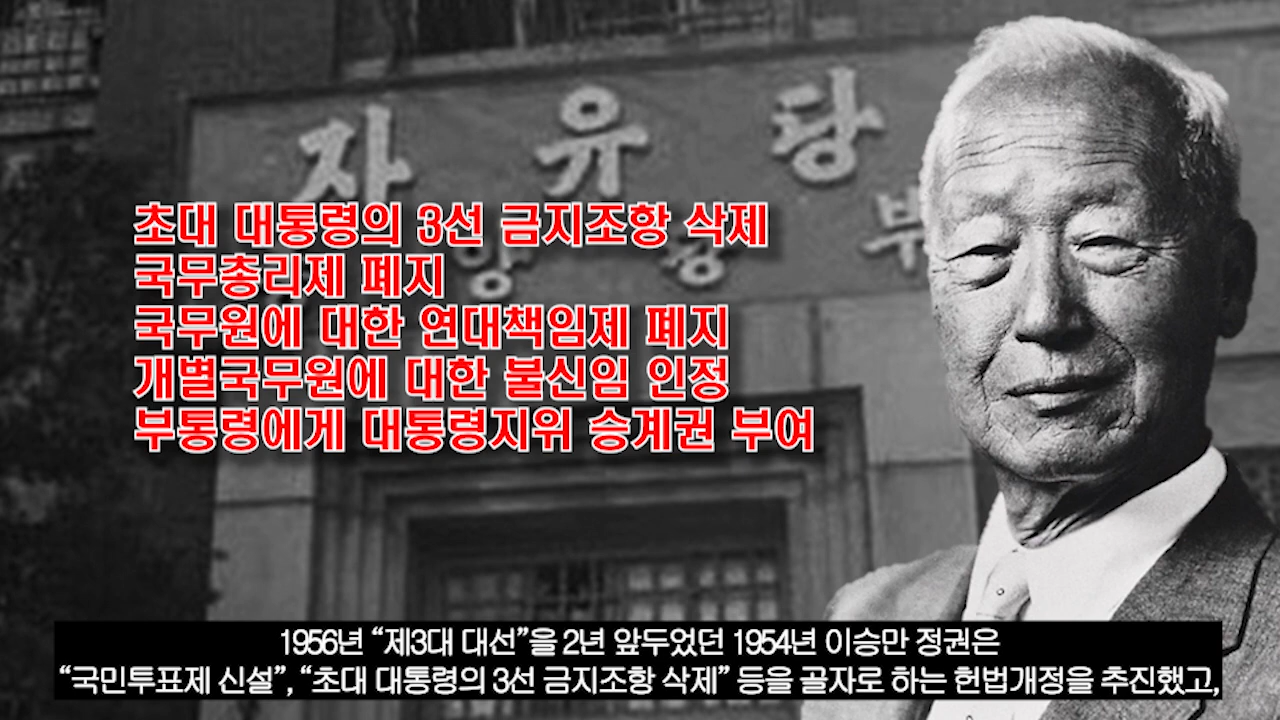 자유당
중앙당부
초대 대통령의 3선 금지조항 삭제
국무총리제 폐지
국무원에 대한 연대책임제 폐지
개별국무원에 대한 불신임 인정
부통령에게 대통령지위 승계권 부여
1956년 “제3대 대선”을 2년 앞두었던 1954년 이승만 정권은
“국민투표제 신설”, “초대 대통령의 3선 금지조항 삭제” 등을 골자로 하는 헌법개정을 추진했고,